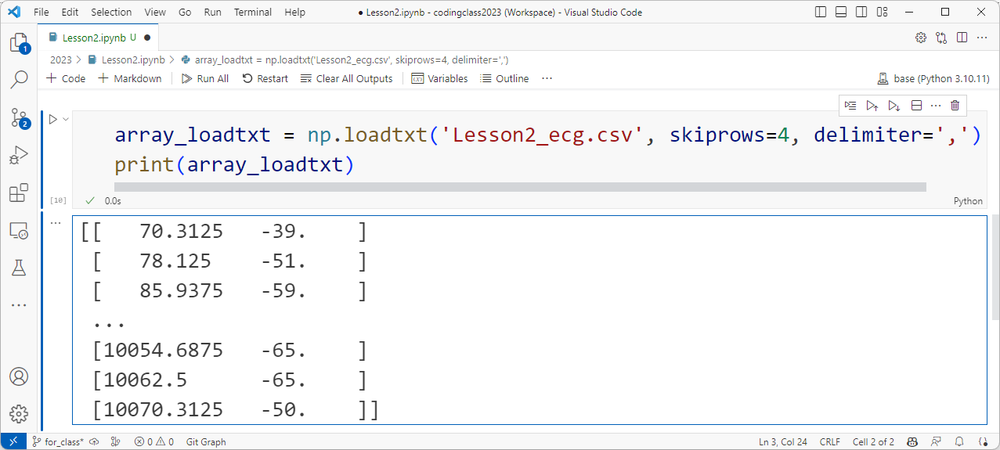 File Edit Selection View Go Run Terminal Help ● Lesson2.ipynb - codingclass2023 (Workspace) - Visual Studio Code
Lesson2.ipynb U ●
2023 > Lesson2.ipynb > array_loadtxt = np.loadtxt('Lesson2_ecg.csv', skiprows=4, delimiter=',')
+ Code + Markdown Run All Restart Clear All Outputs Variables Outline ··· base (Python 3.10.11)
1
2
array_loadtxt = np.loadtxt('Lesson2_ecg.csv', skiprows=4, delimiter=',')
print(array_loadtxt)
[10] 0.0s Python
[[   70.3125   -39.    ]
 [   78.125    -51.    ]
 [   85.9375   -59.    ]
 ...
 [10054.6875   -65.    ]
 [10062.5      -65.    ]
 [10070.3125   -50.    ]]
for_class* 0 0 Git Graph Ln 3, Col 24 CRLF Cell 2 of 2